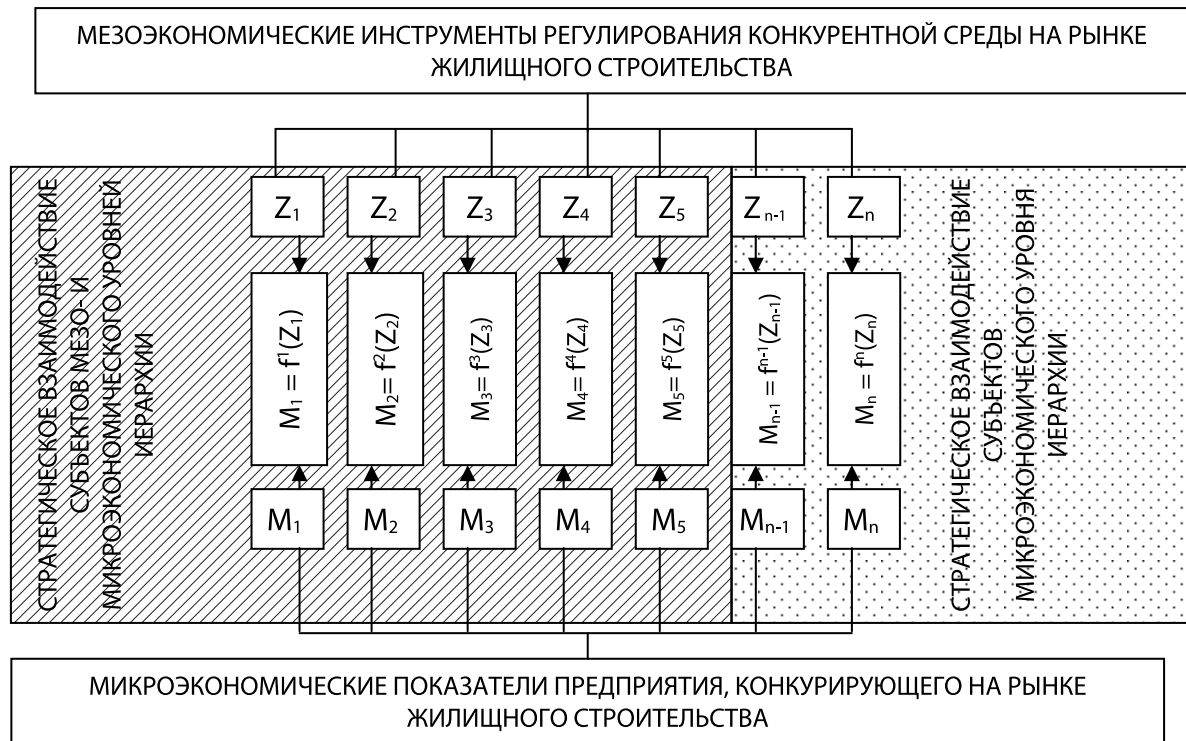 МЕЗОЭКОНОМИЧЕСКИЕ ИНСТРУМЕНТЫ РЕГУЛИРОВАНИЯ КОНКУРЕНТНОЙ СРЕДЫ НА РЫНКЕ
ЖИЛИЩНОГО СТРОИТЕЛЬСТВА
СТРАТЕГИЧЕСКОЕ ВЗАИМОДЕЙСТВИЕ
СУБЪЕКТОВ МЕЗО- И
МИКРОЭКОНОМИЧЕСКОГО УРОВНЕЙ
ИЕРАРХИИ
Z₁
Z₂
Z₃
Z₄
Z₅
Zₙ₋₁
Zₙ
M₁ = f¹(Z₁)
M₂= f²(Z₂)
M₃= f³(Z₃)
M₄= f⁴(Z₄)
M₅= f⁵(Z₅)
Mₙ₋₁ = fⁿ⁻¹(Zₙ₋₁)
Mₙ = fⁿ(Zₙ)
M₁
M₂
M₃
M₄
M₅
Mₙ₋₁
Mₙ
СТРАТЕГИЧЕСКОЕ ВЗАИМОДЕЙСТВИЕ
СУБЪЕКТОВ
МИКРОЭКОНОМИЧЕСКОГО УРОВНЯ
ИЕРАРХИИ
МИКРОЭКОНОМИЧЕСКИЕ ПОКАЗАТЕЛИ ПРЕДПРИЯТИЯ, КОНКУРИРУЮЩЕГО НА РЫНКЕ
ЖИЛИЩНОГО СТРОИТЕЛЬСТВА